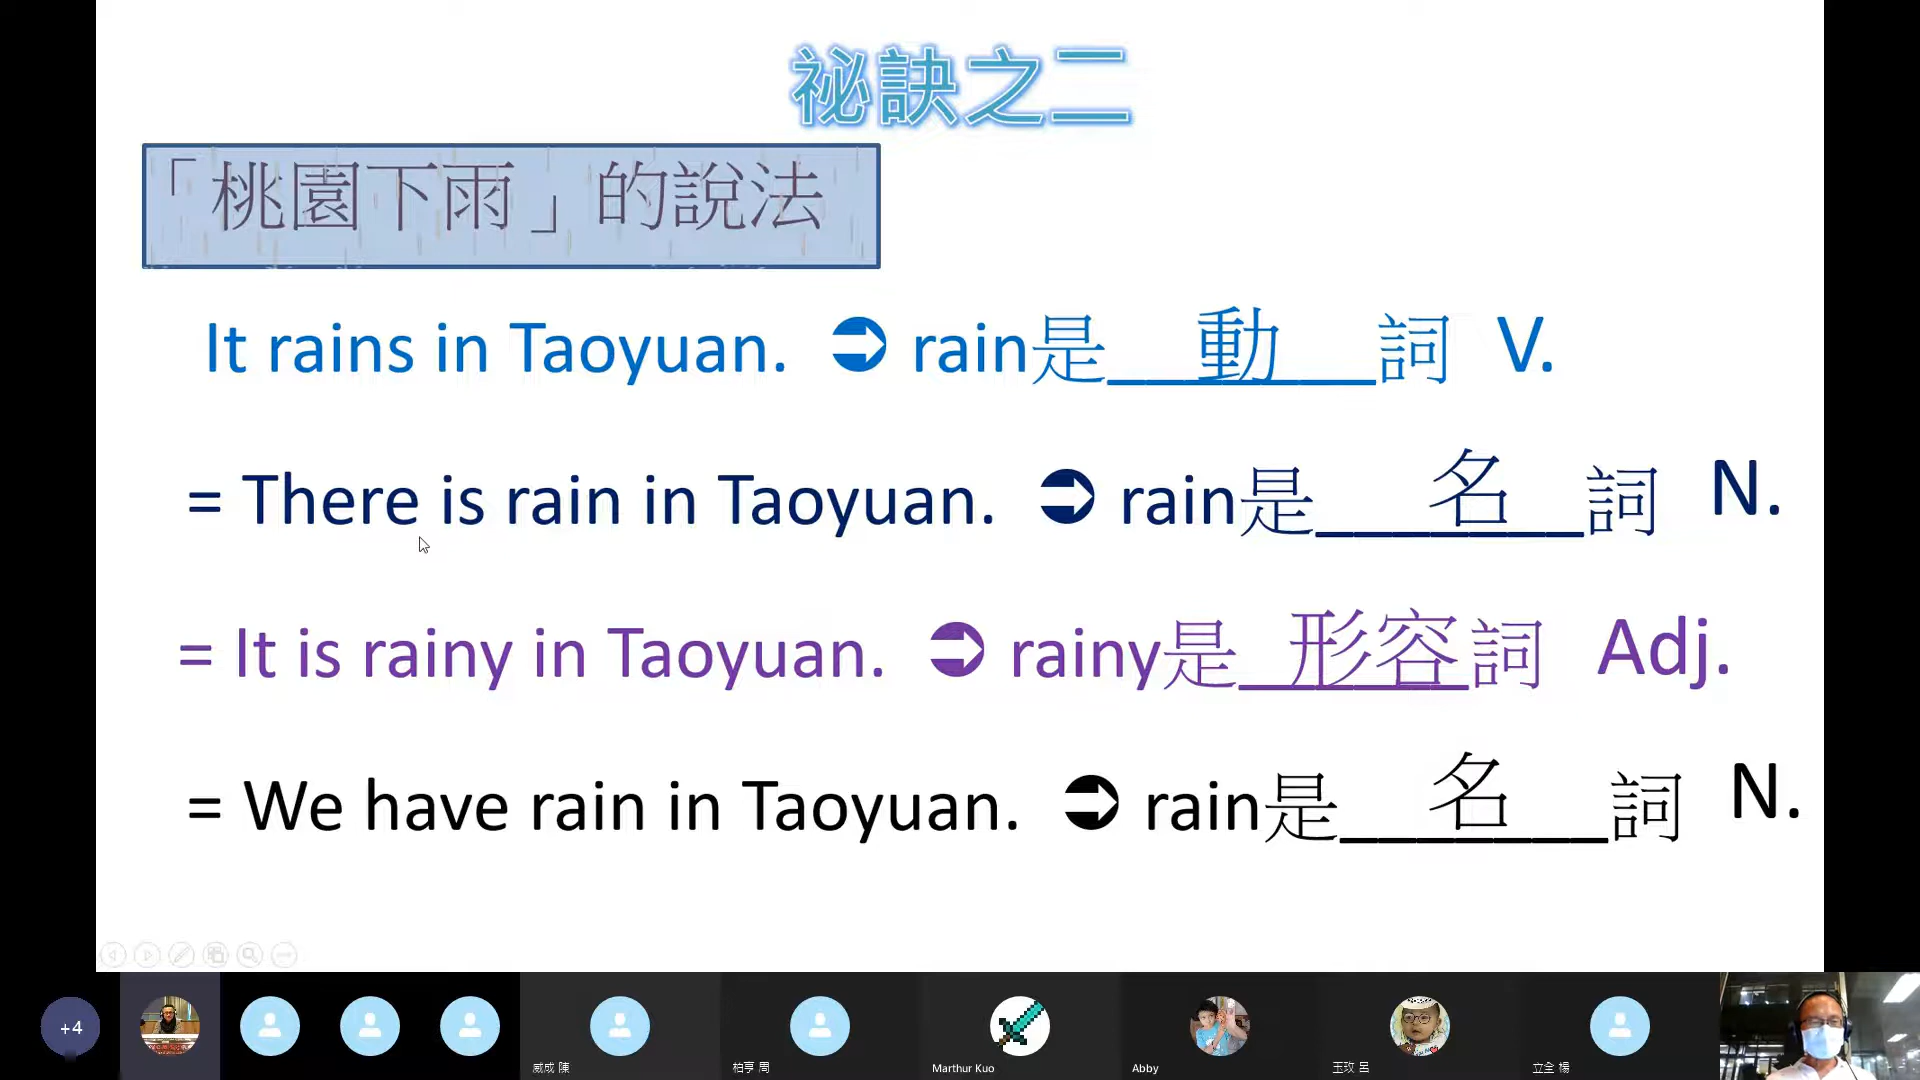 祕訣之二
「桃園下雨」的說法
It rains in Taoyuan. ➲ rain是__動__詞 V.
= There is rain in Taoyuan. ➲ rain是__名__詞 N.
= It is rainy in Taoyuan. ➲ rainy是_形容詞 Adj.
= We have rain in Taoyuan. ➲ rain是__名__詞 N.
+4
威成 陳
柏亨 周
Marthur Kuo
Abby
玉玫 呂
立全 楊